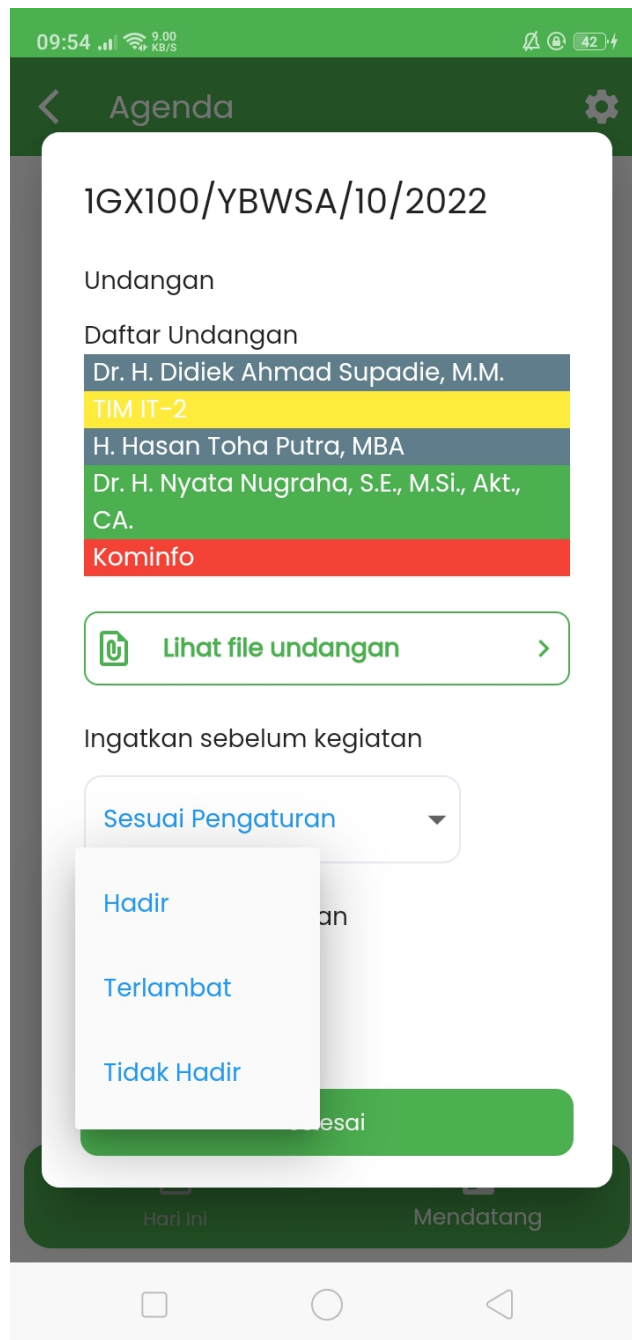 09:54 9.00 KB/S 42
Agenda
1GX100/YBWSA/10/2022
Undangan
Daftar Undangan
Dr. H. Didiek Ahmad Supadie, M.M.
TIM IT-2
H. Hasan Toha Putra, MBA
Dr. H. Nyata Nugraha, S.E., M.Si., Akt.,
CA.
Kominfo
Lihat file undangan
Ingatkan sebelum kegiatan
Sesuai Pengaturan
Hadir
an
Terlambat
Tidak Hadir
esai
Hari Ini
Mendatang